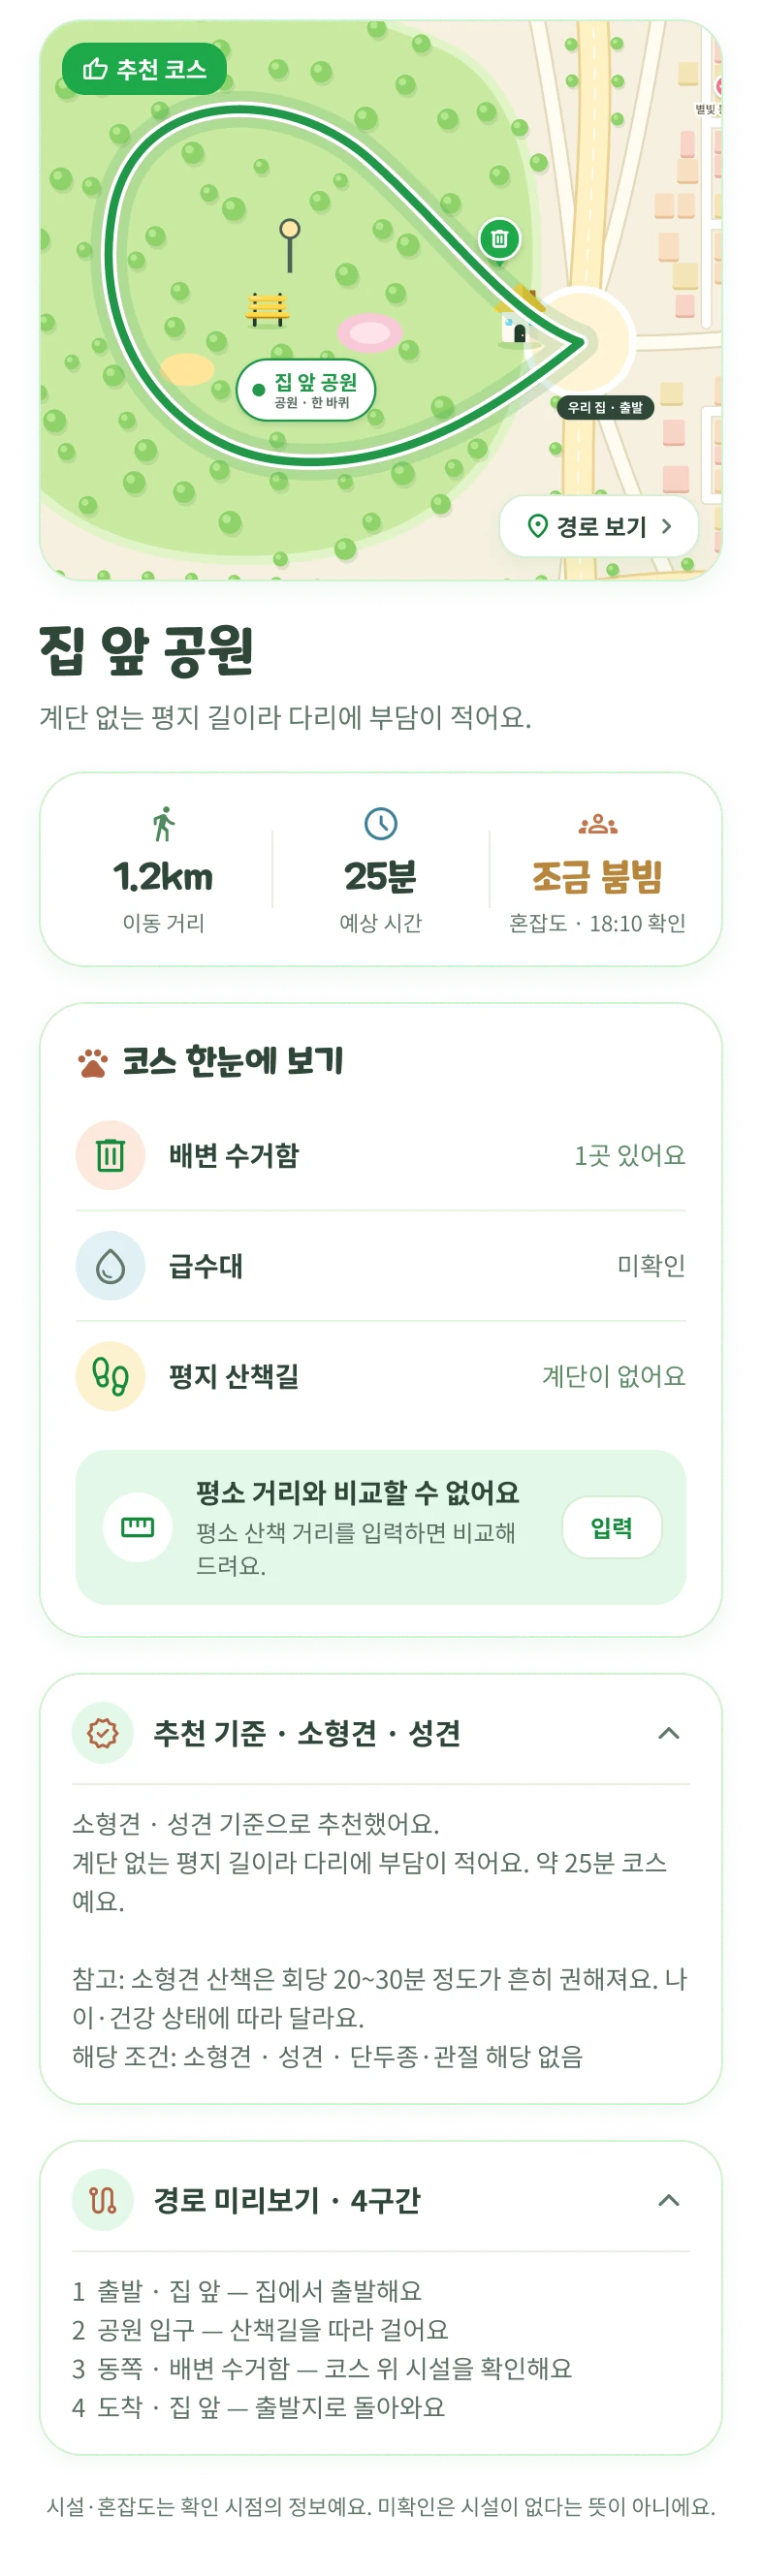 추천 코스
별빛
집 앞 공원
공원 · 한 바퀴
우리 집 · 출발
경로 보기
집 앞 공원
계단 없는 평지 길이라 다리에 부담이 적어요.
1.2km
이동 거리
25분
예상 시간
조금 붐빔
혼잡도 · 18:10 확인
코스 한눈에 보기
배변 수거함
1곳 있어요
급수대
미확인
평지 산책길
계단이 없어요
평소 거리와 비교할 수 없어요
평소 산책 거리를 입력하면 비교해
드려요.
입력
추천 기준 · 소형견 · 성견
소형견 · 성견 기준으로 추천했어요.
계단 없는 평지 길이라 다리에 부담이 적어요. 약 25분 코스
예요.
참고: 소형견 산책은 회당 20~30분 정도가 흔히 권해져요. 나
이·건강 상태에 따라 달라요.
해당 조건: 소형견 · 성견 · 단두종·관절 해당 없음
경로 미리보기 · 4구간
1 출발 · 집 앞 — 집에서 출발해요
2 공원 입구 — 산책길을 따라 걸어요
3 동쪽 · 배변 수거함 — 코스 위 시설을 확인해요
4 도착 · 집 앞 — 출발지로 돌아와요
시설·혼잡도는 확인 시점의 정보예요. 미확인은 시설이 없다는 뜻이 아니에요.